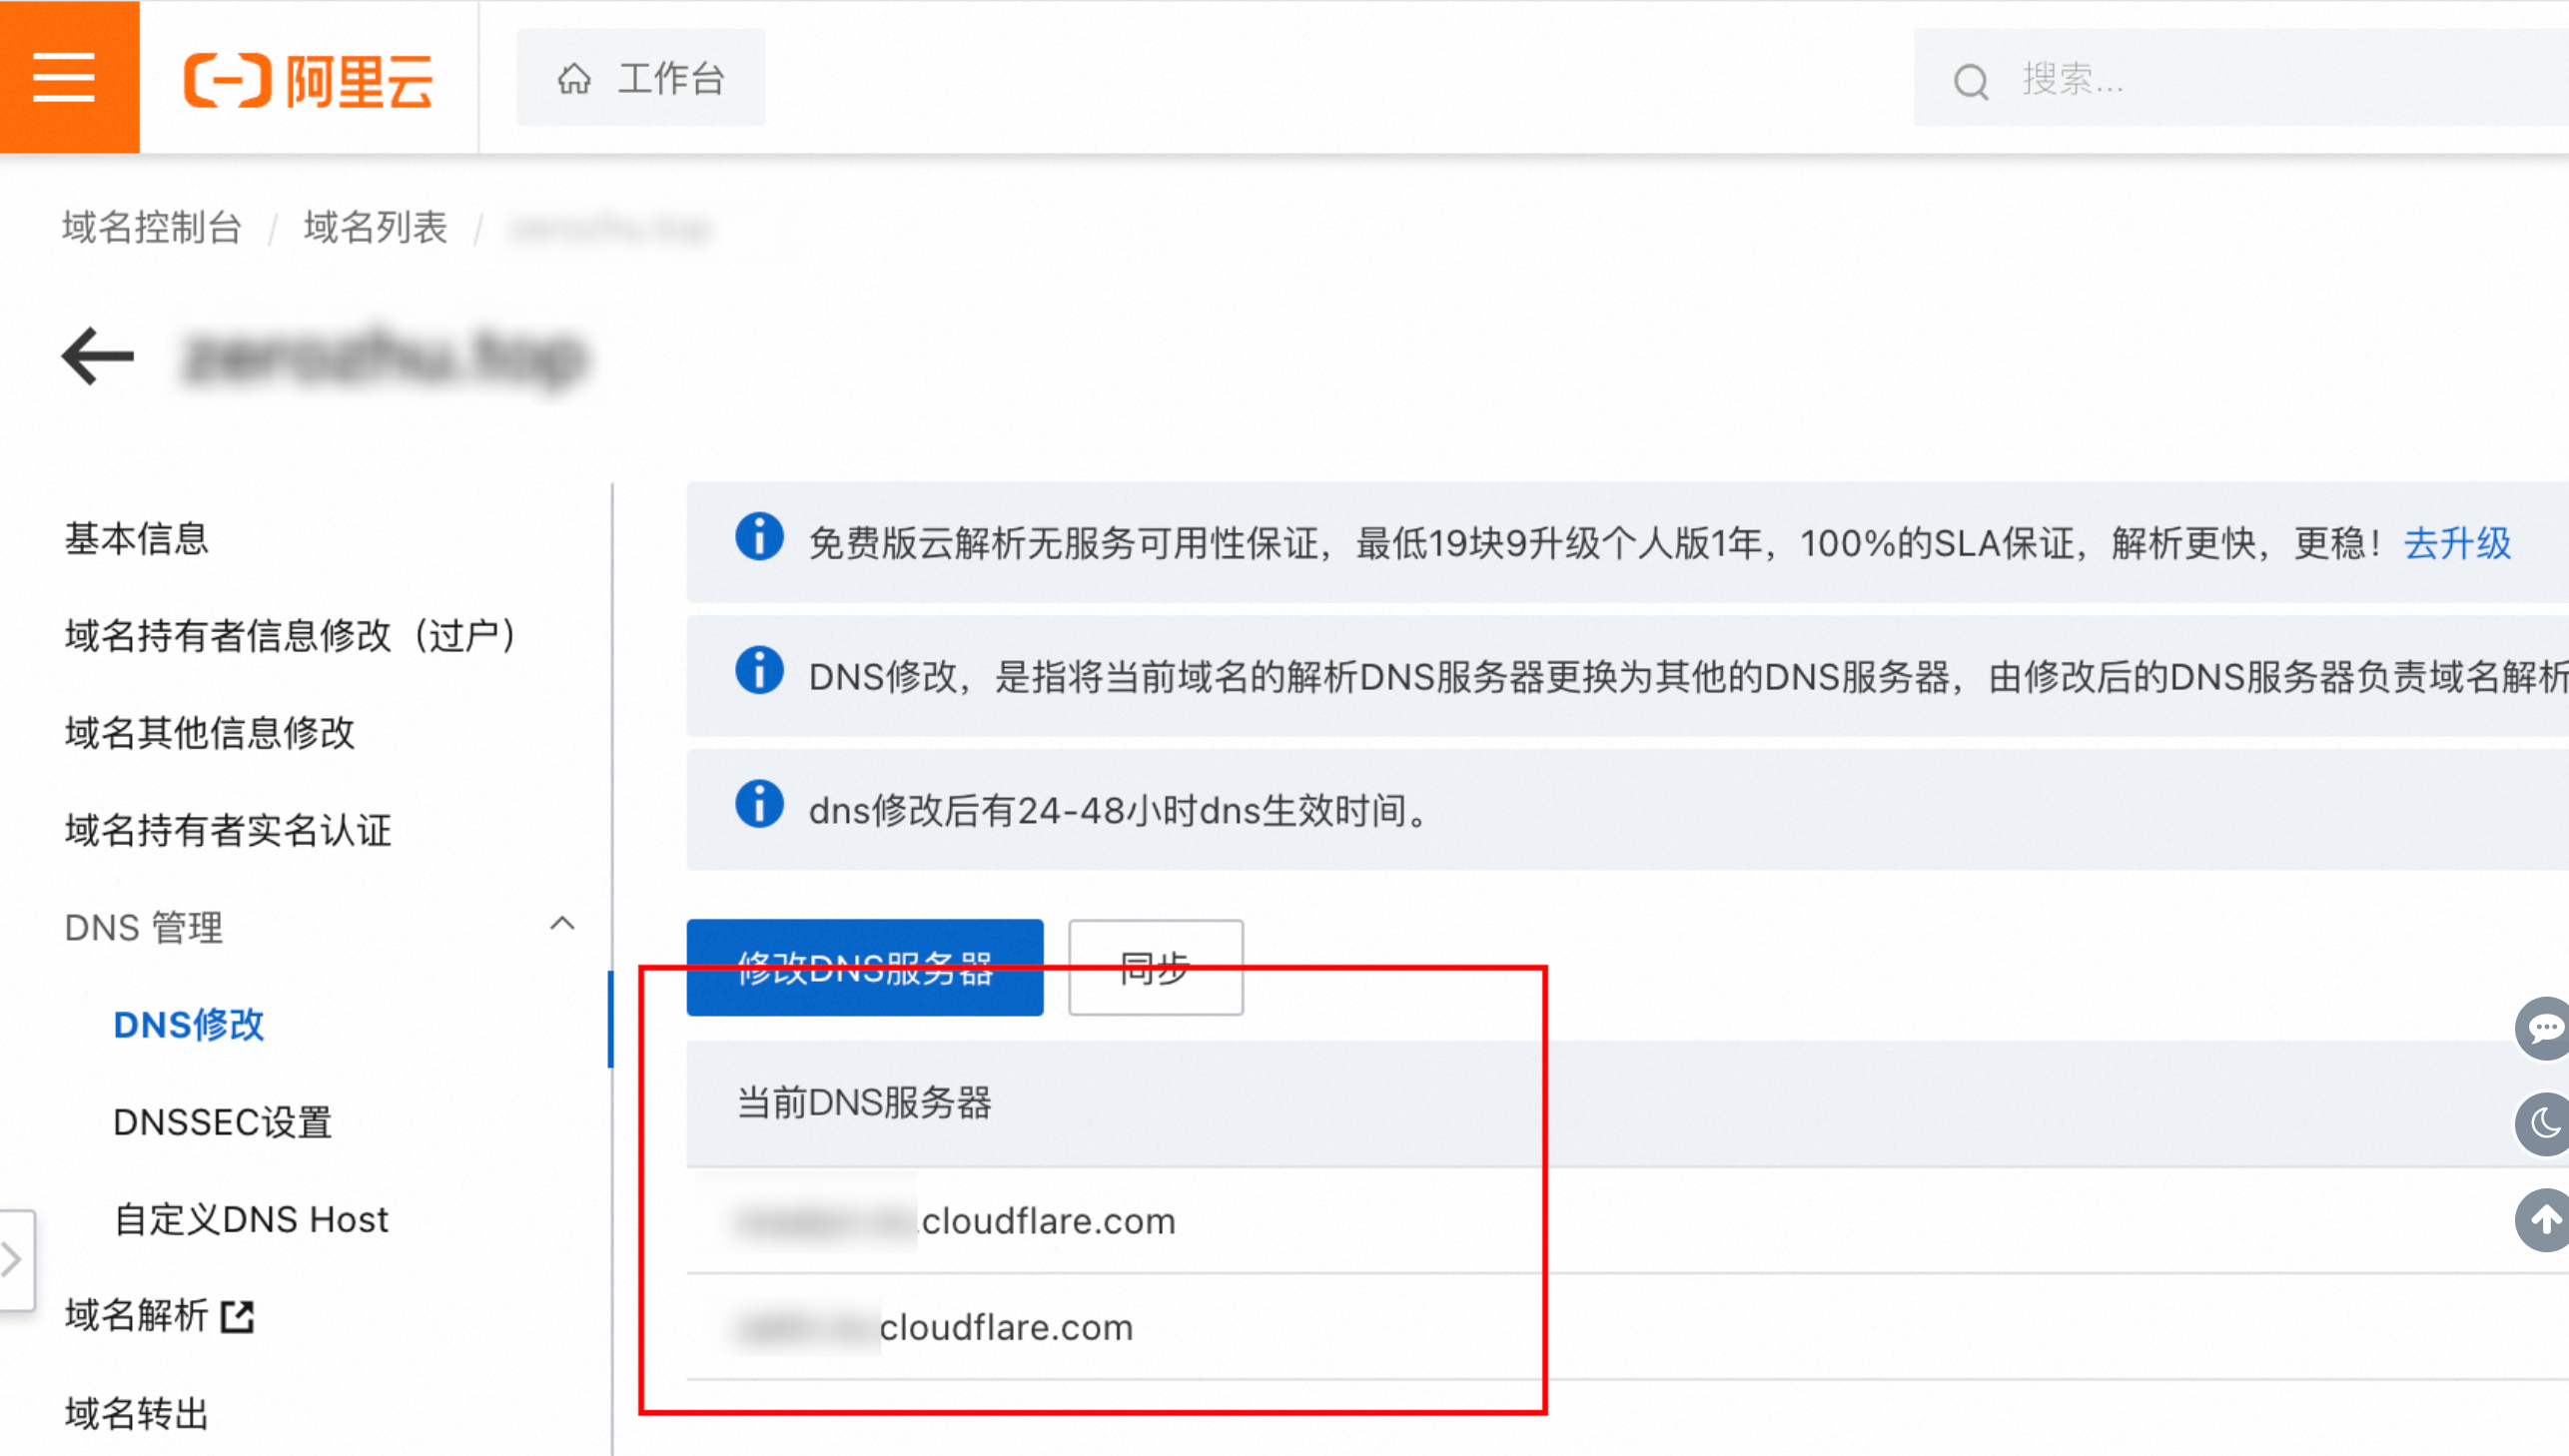 阿里云
工作台
搜索...
域名控制台 / 域名列表 /
基本信息
域名持有者信息修改（过户）
域名其他信息修改
域名持有者实名认证
DNS 管理
DNS修改
DNSSEC设置
自定义DNS Host
域名解析
域名转出
免费版云解析无服务可用性保证，最低19块9升级个人版1年，100%的SLA保证，解析更快，更稳！去升级
DNS修改，是指将当前域名的解析DNS服务器更换为其他的DNS服务器，由修改后的DNS服务器负责域名解析
dns修改后有24-48小时dns生效时间。
修改DNS服务器
同步
当前DNS服务器
.cloudflare.com
cloudflare.com